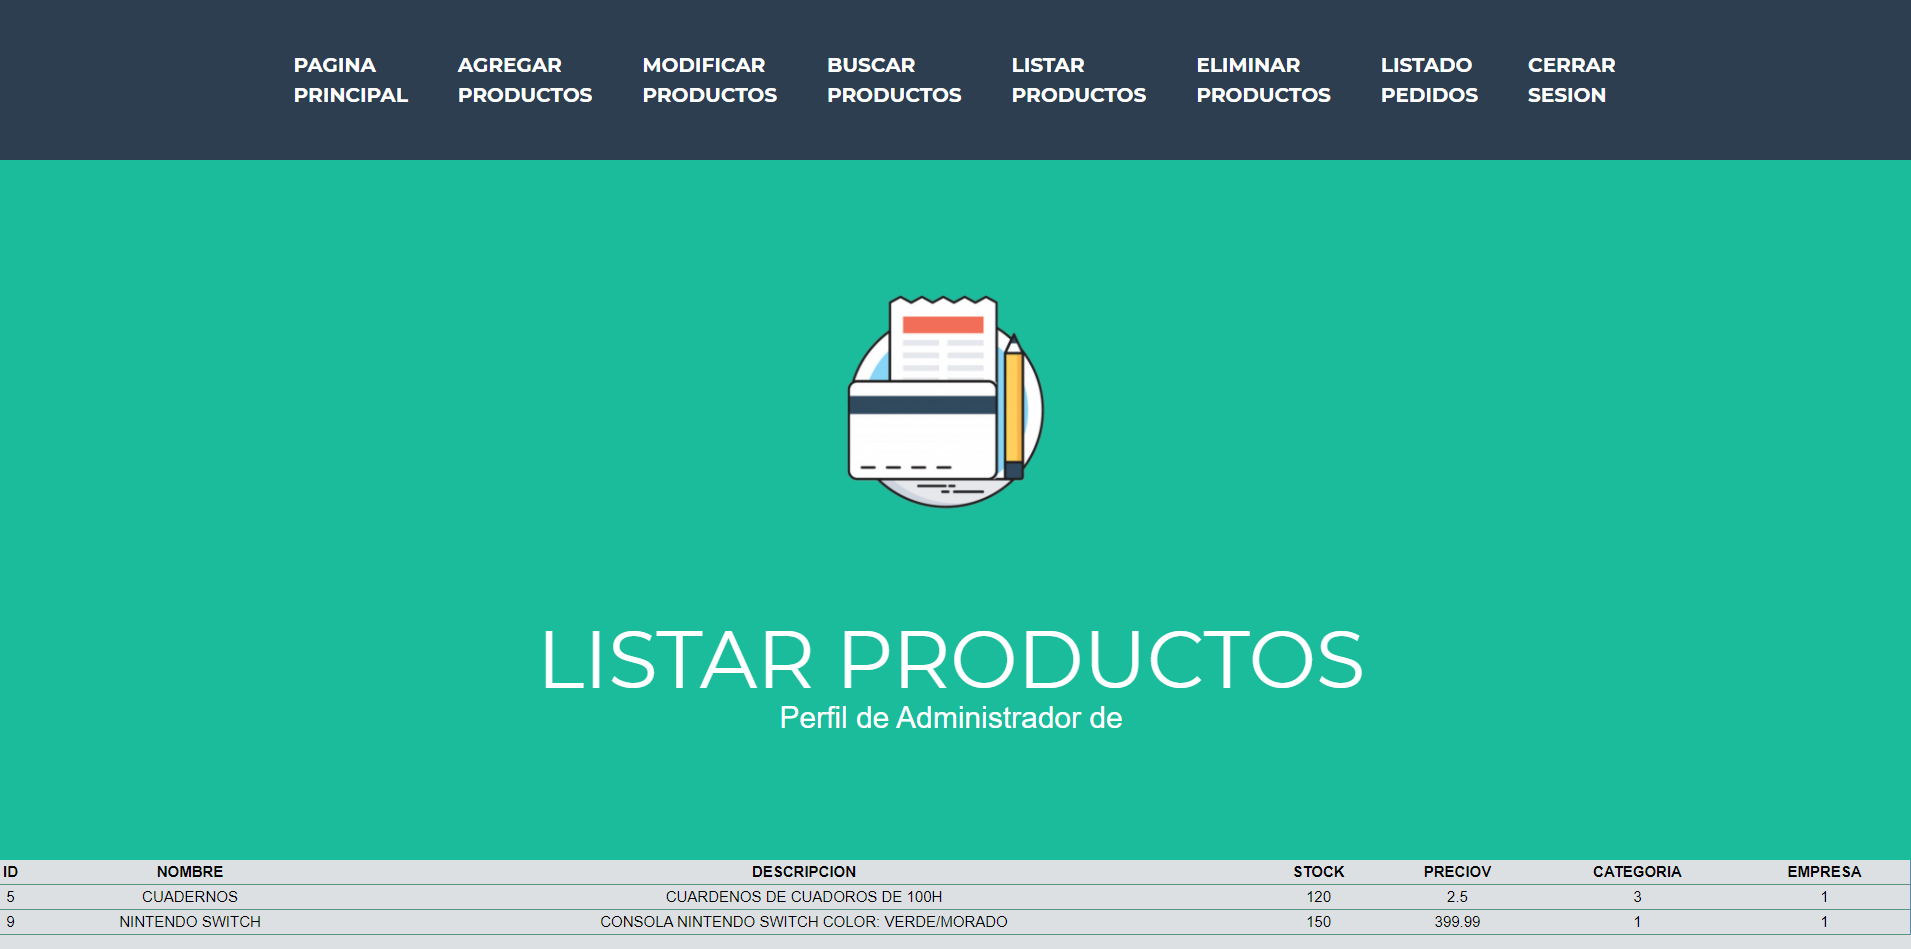 PAGINA PRINCIPAL
AGREGAR PRODUCTOS
MODIFICAR PRODUCTOS
BUSCAR PRODUCTOS
LISTAR PRODUCTOS
ELIMINAR PRODUCTOS
LISTADO PEDIDOS
CERRAR SESION
LISTAR PRODUCTOS
Perfil de Administrador de
ID NOMBRE DESCRIPCION STOCK PRECIOV CATEGORIA EMPRESA
5 CUADERNOS CUARDENOS DE CUADOROS DE 100H 120 2.5 3 1
9 NINTENDO SWITCH CONSOLA NINTENDO SWITCH COLOR: VERDE/MORADO 150 399.99 1 1